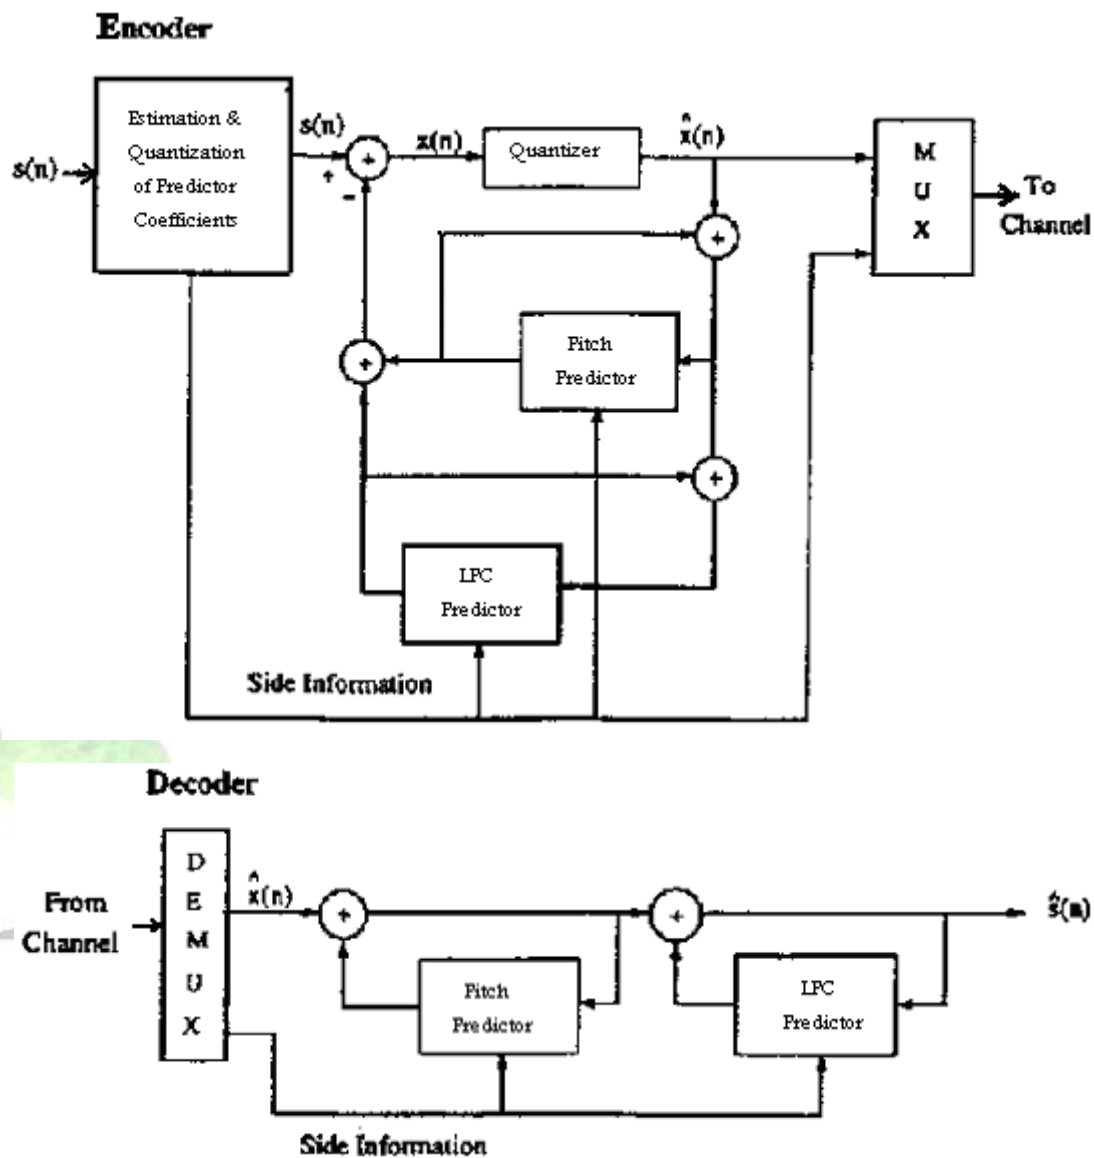 Encoder
Estimation &
Quantization
of Predictor
Coefficients
s(n)
s(n)
+
-
+
x(n)
Quantizer
x̂(n)
M
U
X
To
Channel
+
+
Pitch
Predictor
+
LPC
Predictor
Side Information
Decoder
From
Channel
D
E
M
U
X
x̂(n)
+
+
ŝ(n)
Pitch
Predictor
LPC
Predictor
Side Information